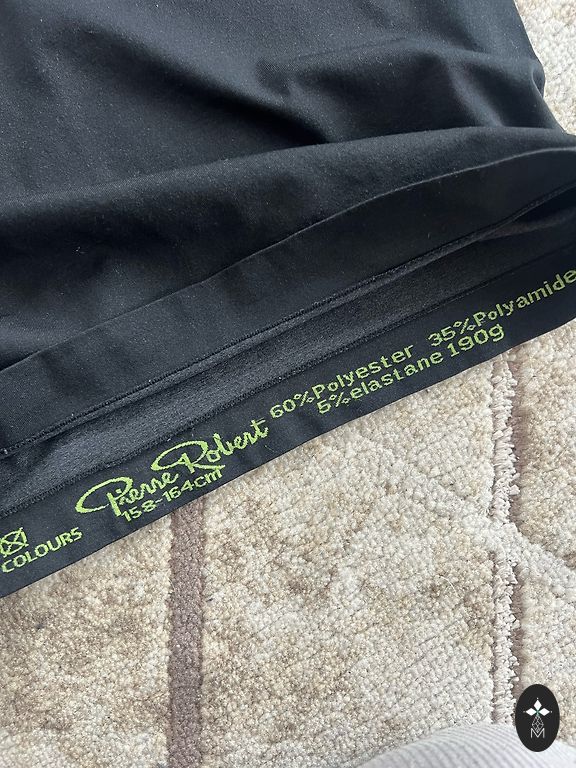 60%Polyester 35%Polyamide
5%elastane 190g
Pierre Robert
158-164cm
COLOURS
M